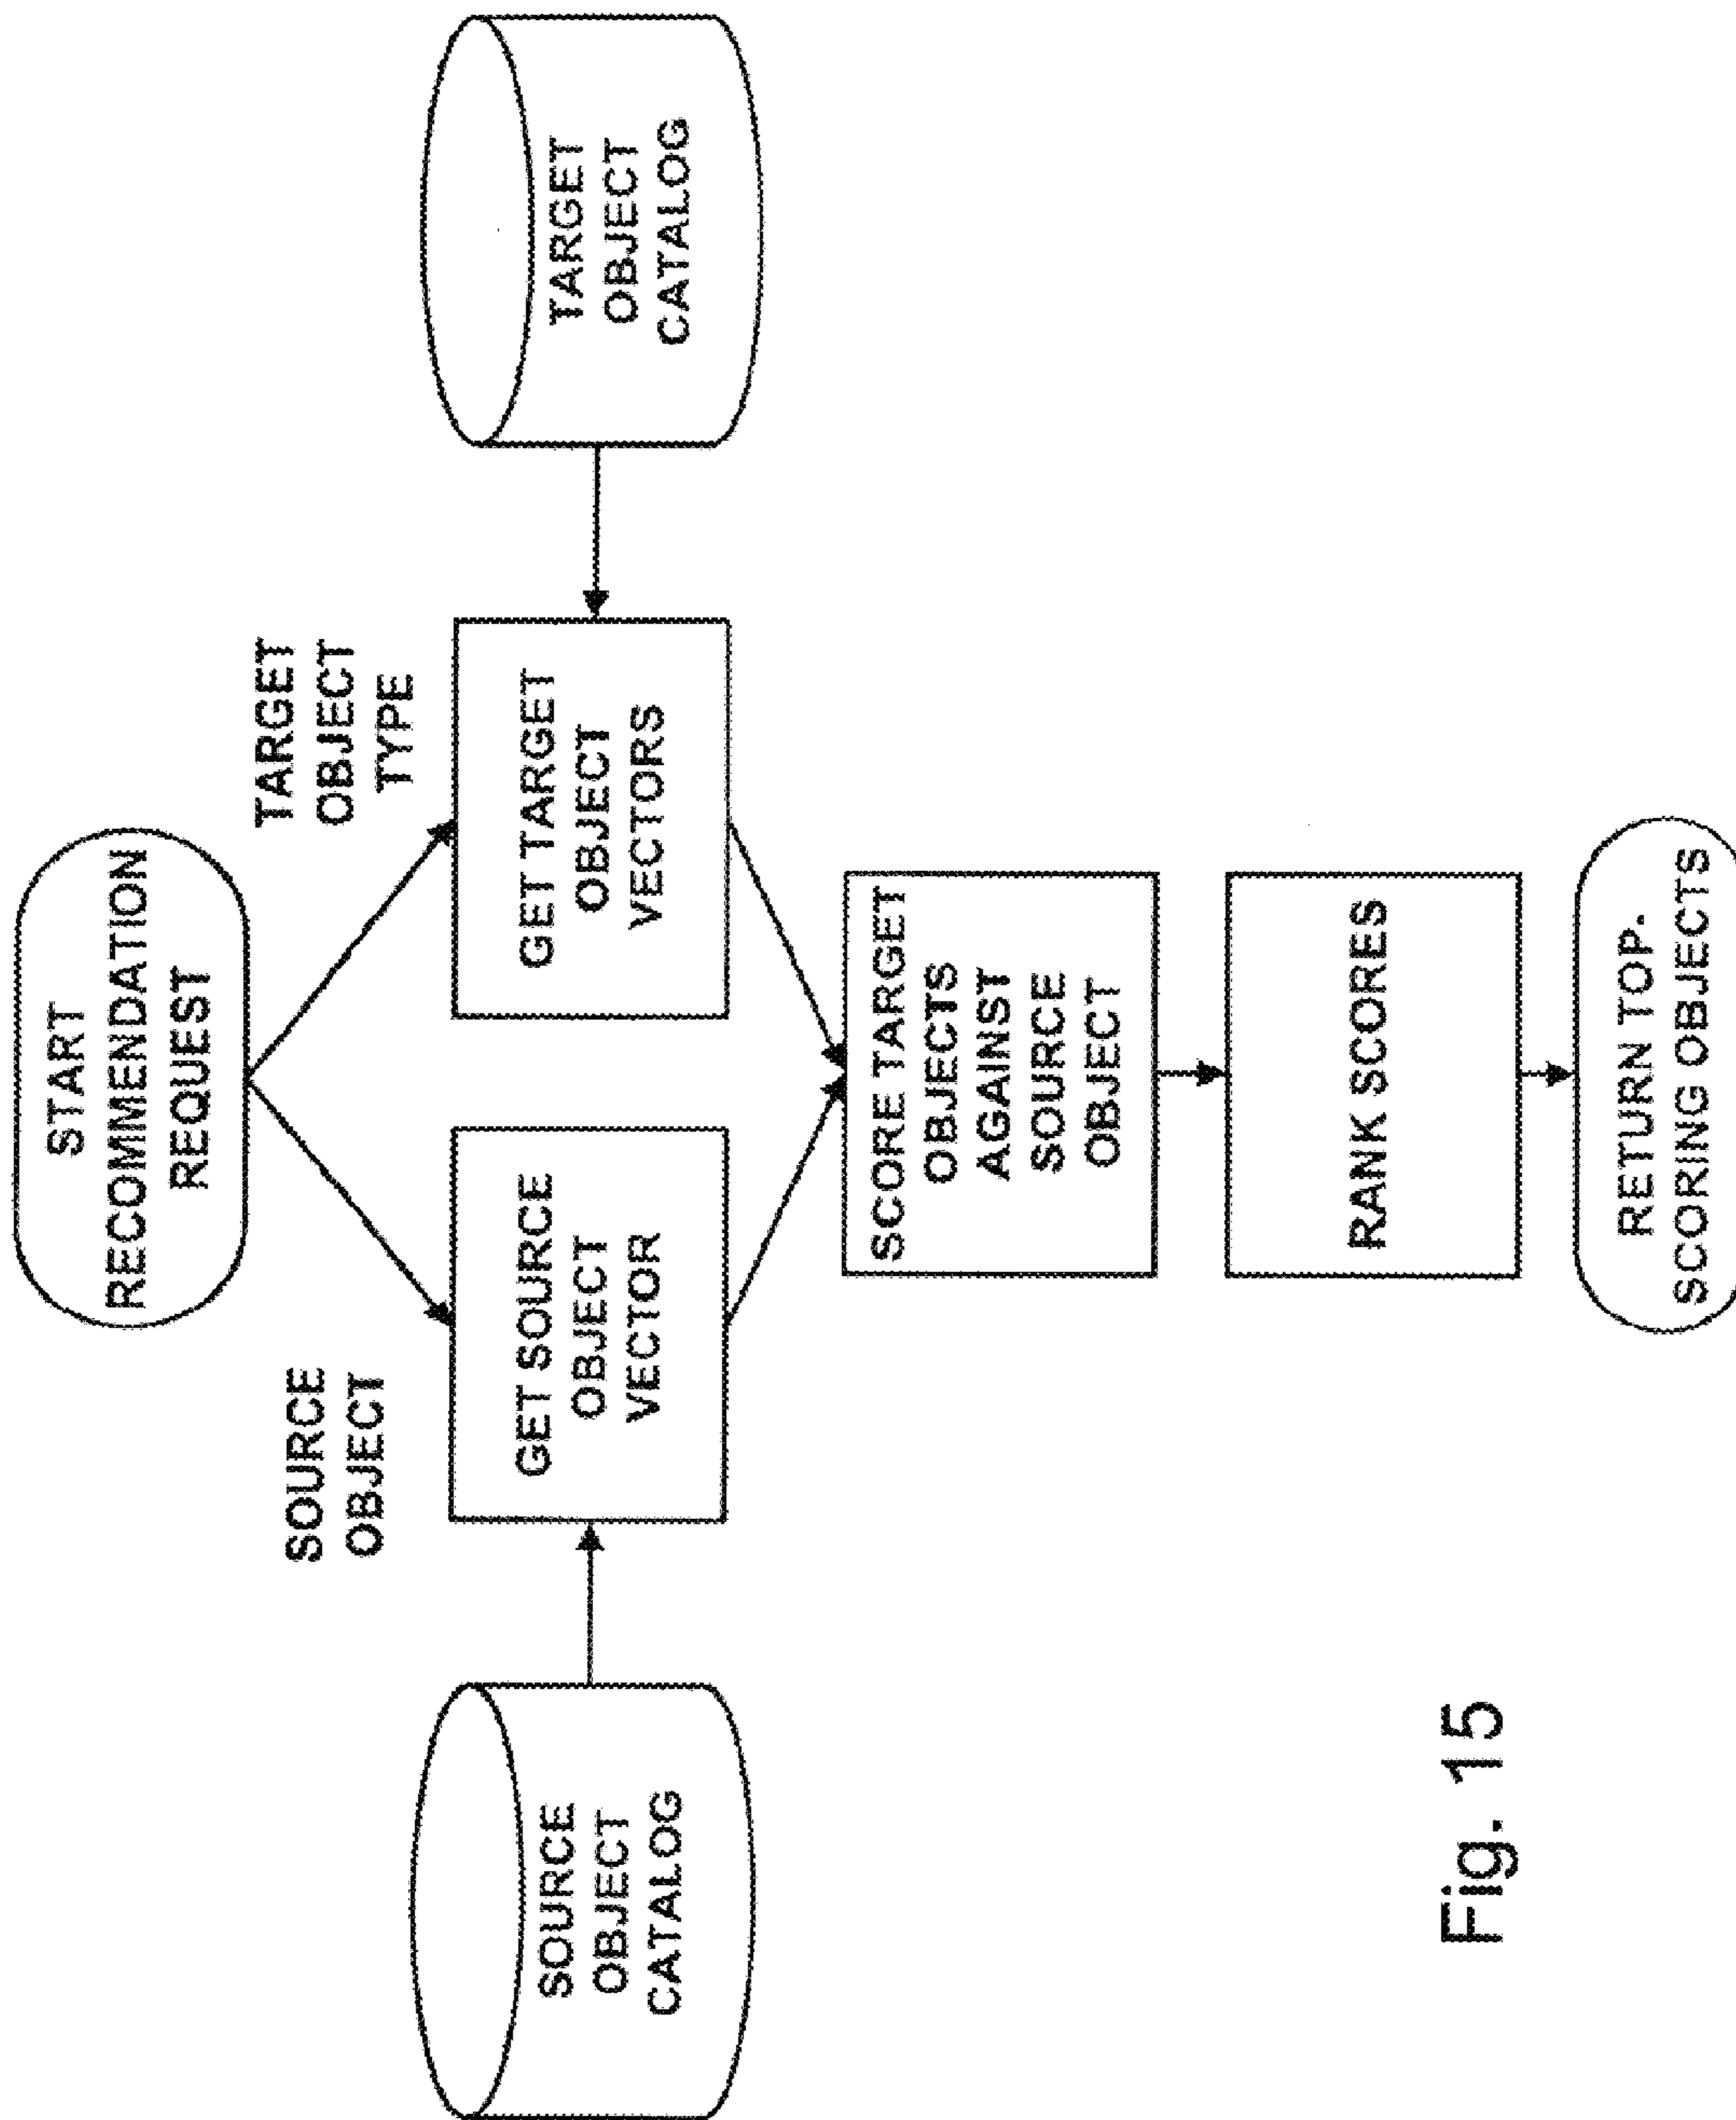 START
RECOMMENDATION
REQUEST
SOURCE
OBJECT
TARGET
OBJECT
TYPE
SOURCE
OBJECT
CATALOG
GET SOURCE
OBJECT
VECTOR
GET TARGET
OBJECT
VECTORS
TARGET
OBJECT
CATALOG
SCORE TARGET
OBJECTS
AGAINST
SOURCE
OBJECT
RANK SCORES
RETURN TOP-
SCORING OBJECTS
Fig. 15